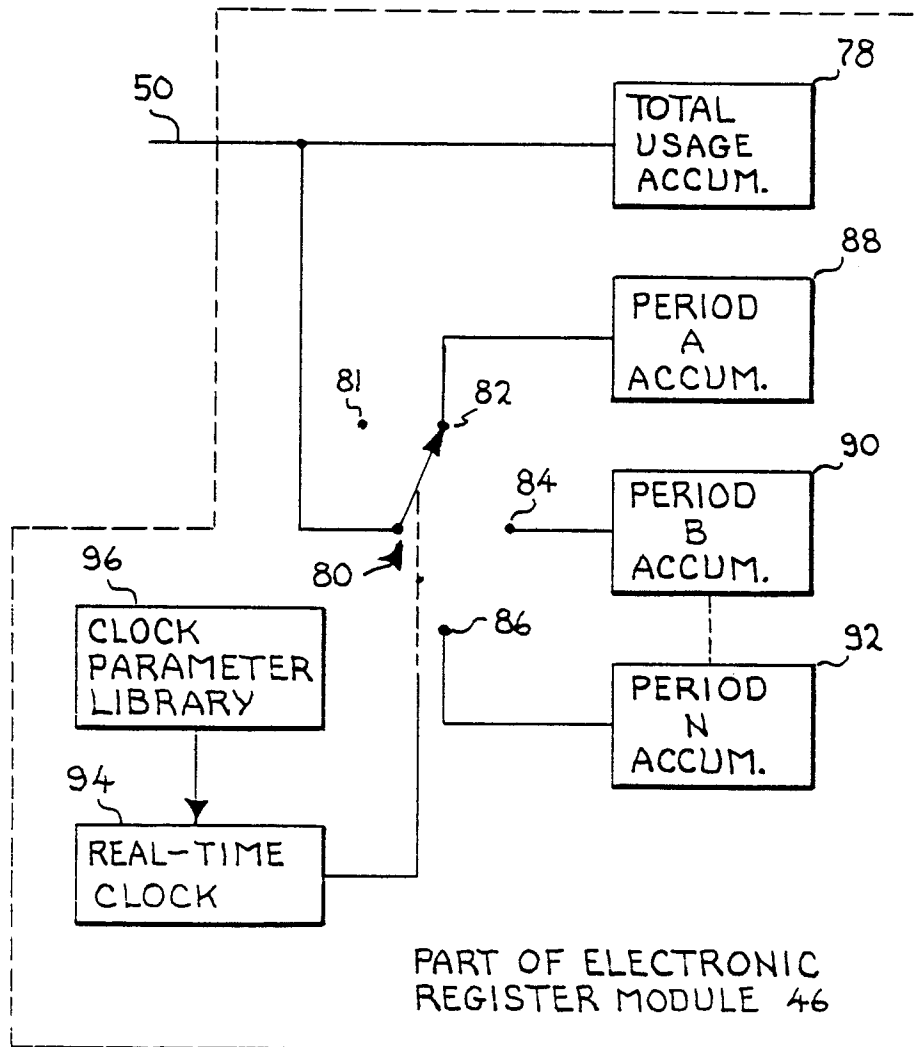 50
78
TOTAL
USAGE
ACCUM.
88
PERIOD
A
ACCUM.
81
82
90
84
PERIOD
B
ACCUM.
80
96
CLOCK
PARAMETER
LIBRARY
86
92
PERIOD
N
ACCUM.
94
REAL-TIME
CLOCK
PART OF ELECTRONIC
REGISTER MODULE 46